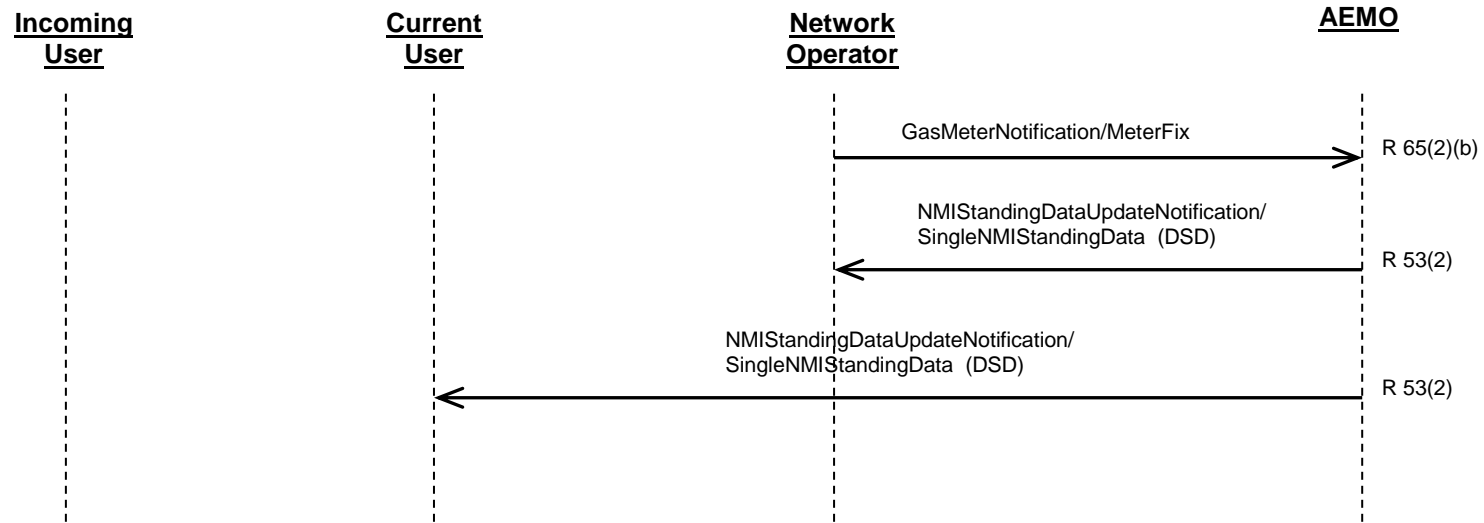 Incoming
User
Current
User
Network
Operator
AEMO
GasMeterNotification/MeterFix
R 65(2)(b)
NMIStandingDataUpdateNotification/
SingleNMIStandingData (DSD)
R 53(2)
NMIStandingDataUpdateNotification/
SingleNMIStandingData (DSD)
R 53(2)